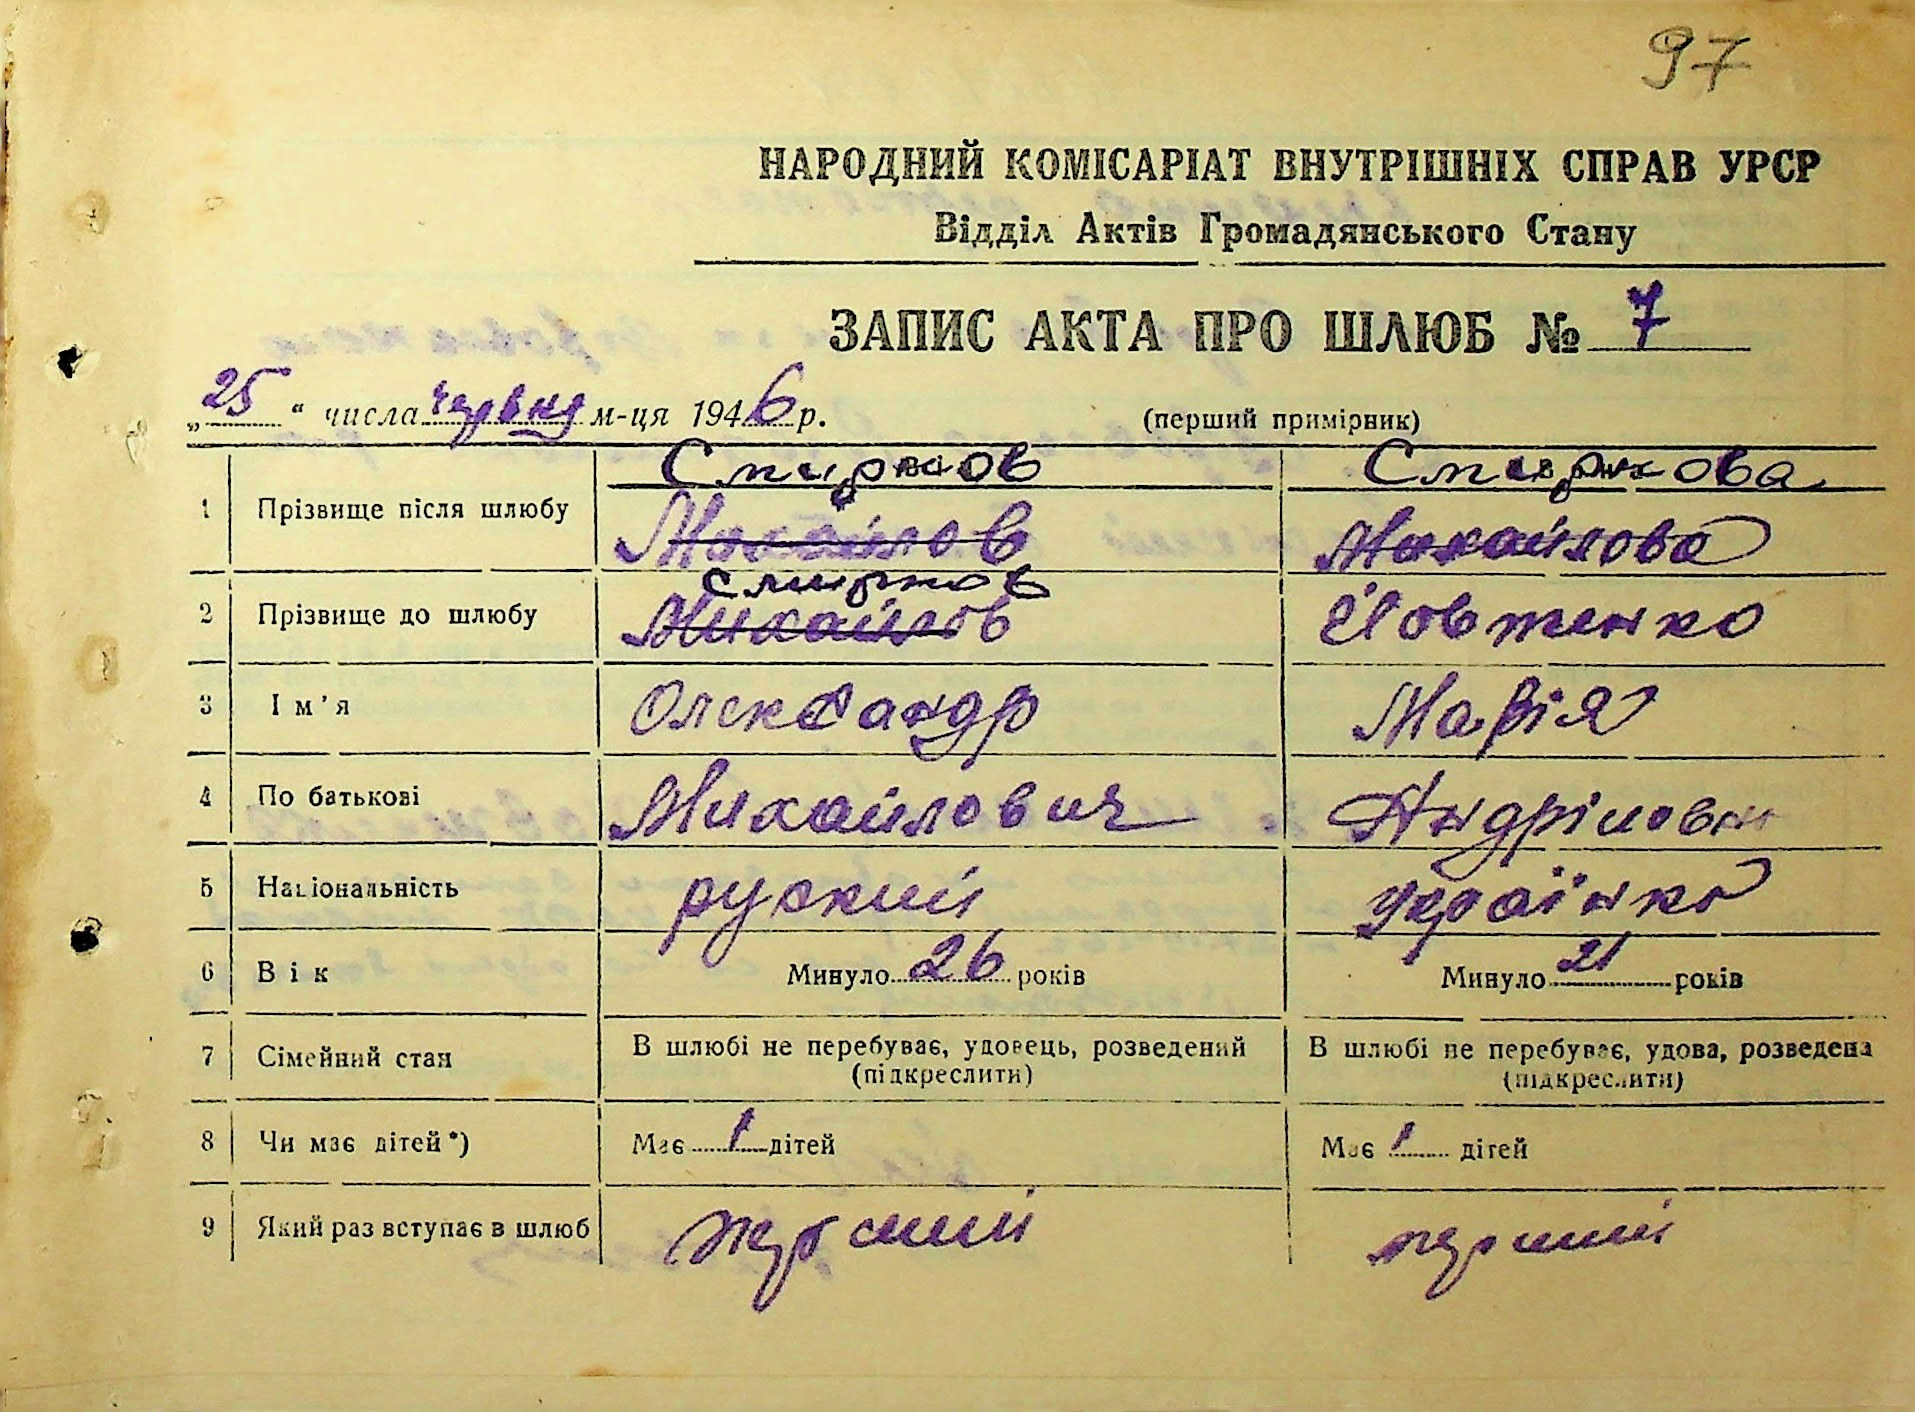 97
НАРОДНИЙ КОМІСАРІАТ ВНУТРІШНІХ СПРАВ УРСР
Відділ Актів Громадянського Стану
ЗАПИС АКТА ПРО ШЛЮБ № 7
„25“ числа червня м-ця 1946 р. (перший примірник)
Смирнов Смирнова
1 Прізвище після шлюбу Михайлов Михайлова
Смирнов
2 Прізвище до шлюбу Михайлов Йовженко
3 Ім'я Олександр Марія
4 По батькові Михайлович
5 Національність руский Українка
6 Вік Минуло 26 років Минуло 21 років
7 Сімейний стан В шлюбі не перебуває, удовець, розведений В шлюбі не перебуває, удова, розведена
(підкреслити) (підкреслити)
8 Чи має дітей*) Має 1 дітей Має 1 дітей
9 Який раз вступає в шлюб перший перший